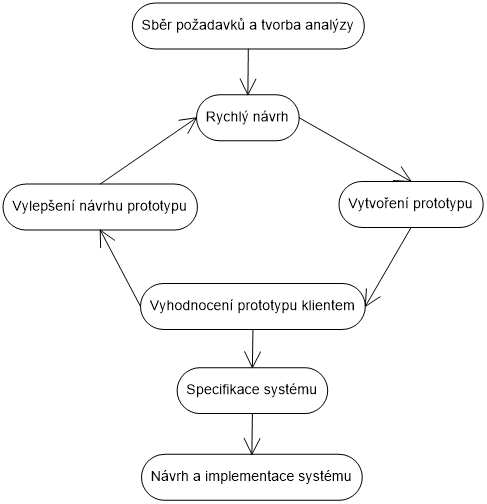 Sběr požadavků a tvorba analýzy
Rychlý návrh
Vytvoření prototypu
Vylepšení návrhu prototypu
Vyhodnocení prototypu klientem
Specifikace systému
Návrh a implementace systému